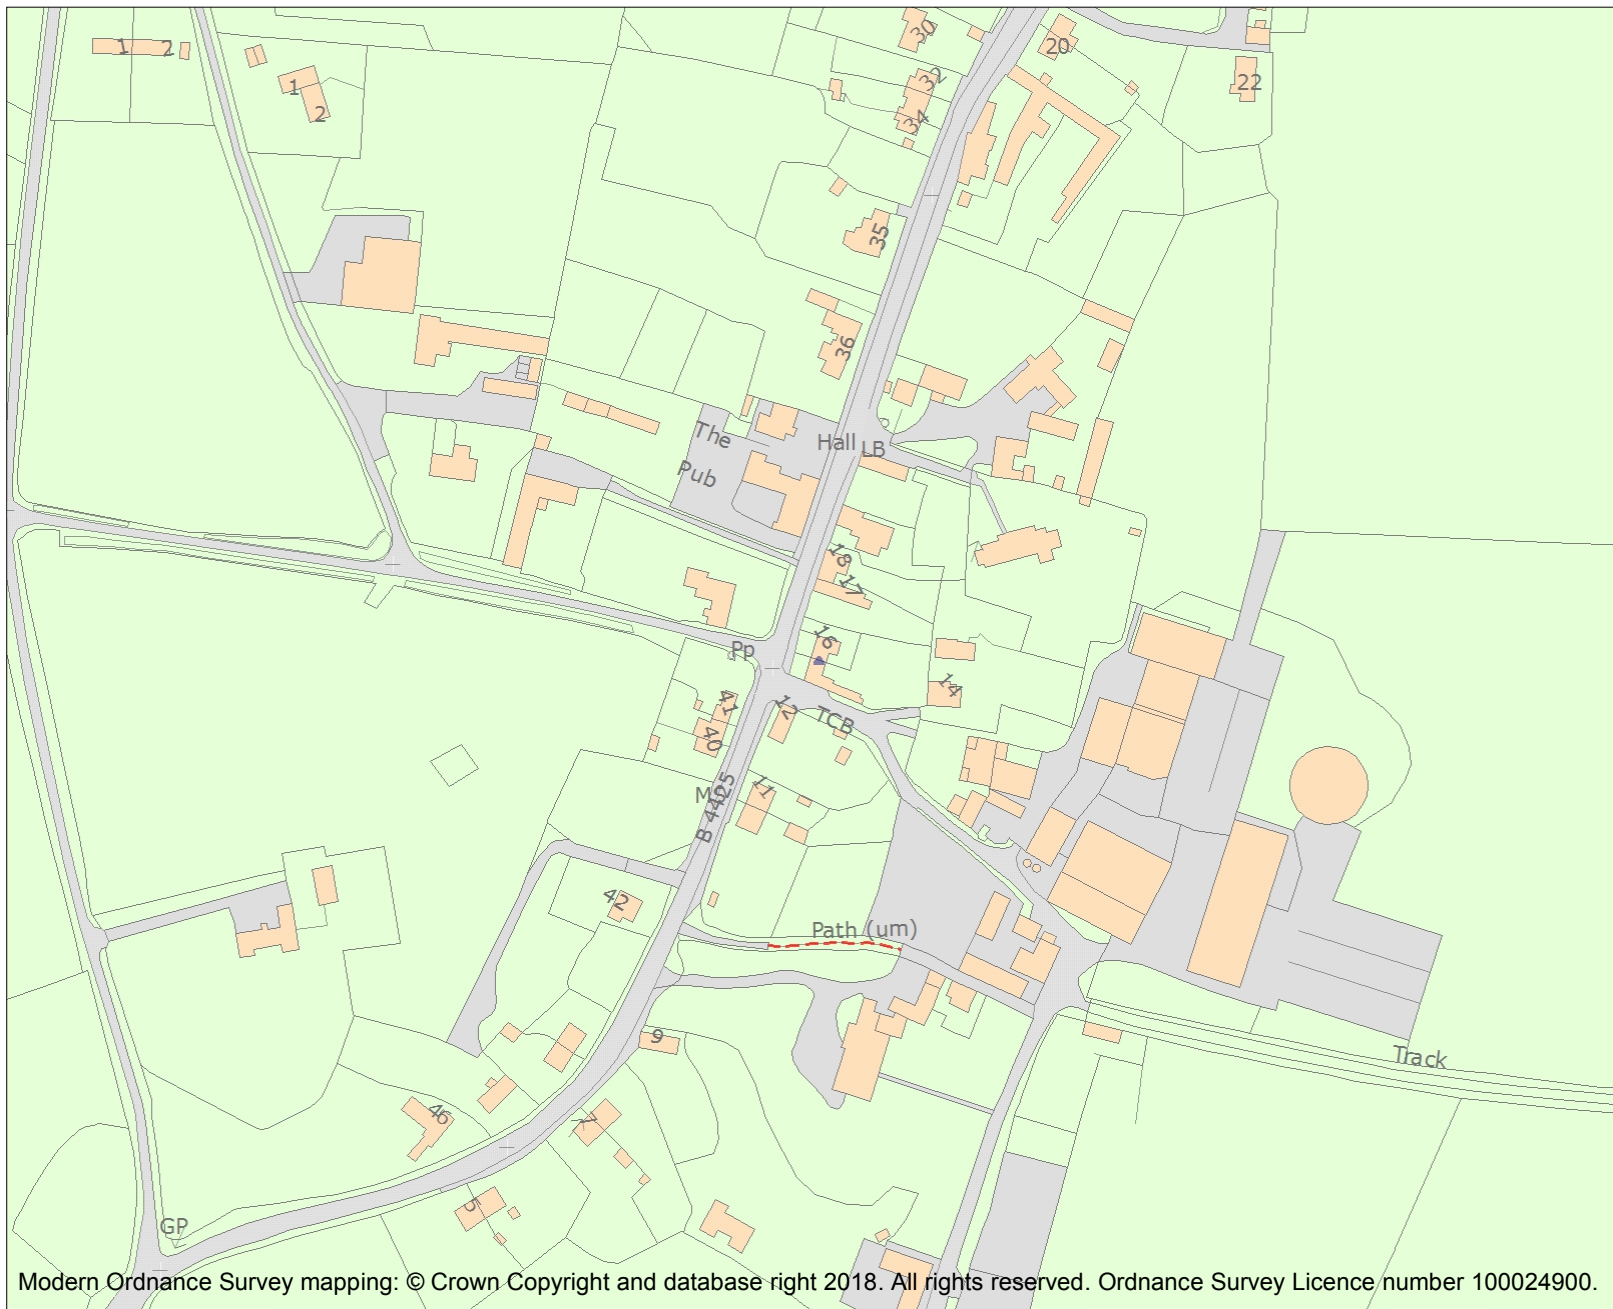 30
20
1 2
32
22
1
2
34
35
36
The
Hall LB
Pub
18
17
16
Pp
14
41
12
TCB
40
11
B 4425
42
Path (um)
9
Track
46
7
5
GP
Modern Ordnance Survey mapping: © Crown Copyright and database right 2018. All rights reserved. Ordnance Survey Licence number 100024900.